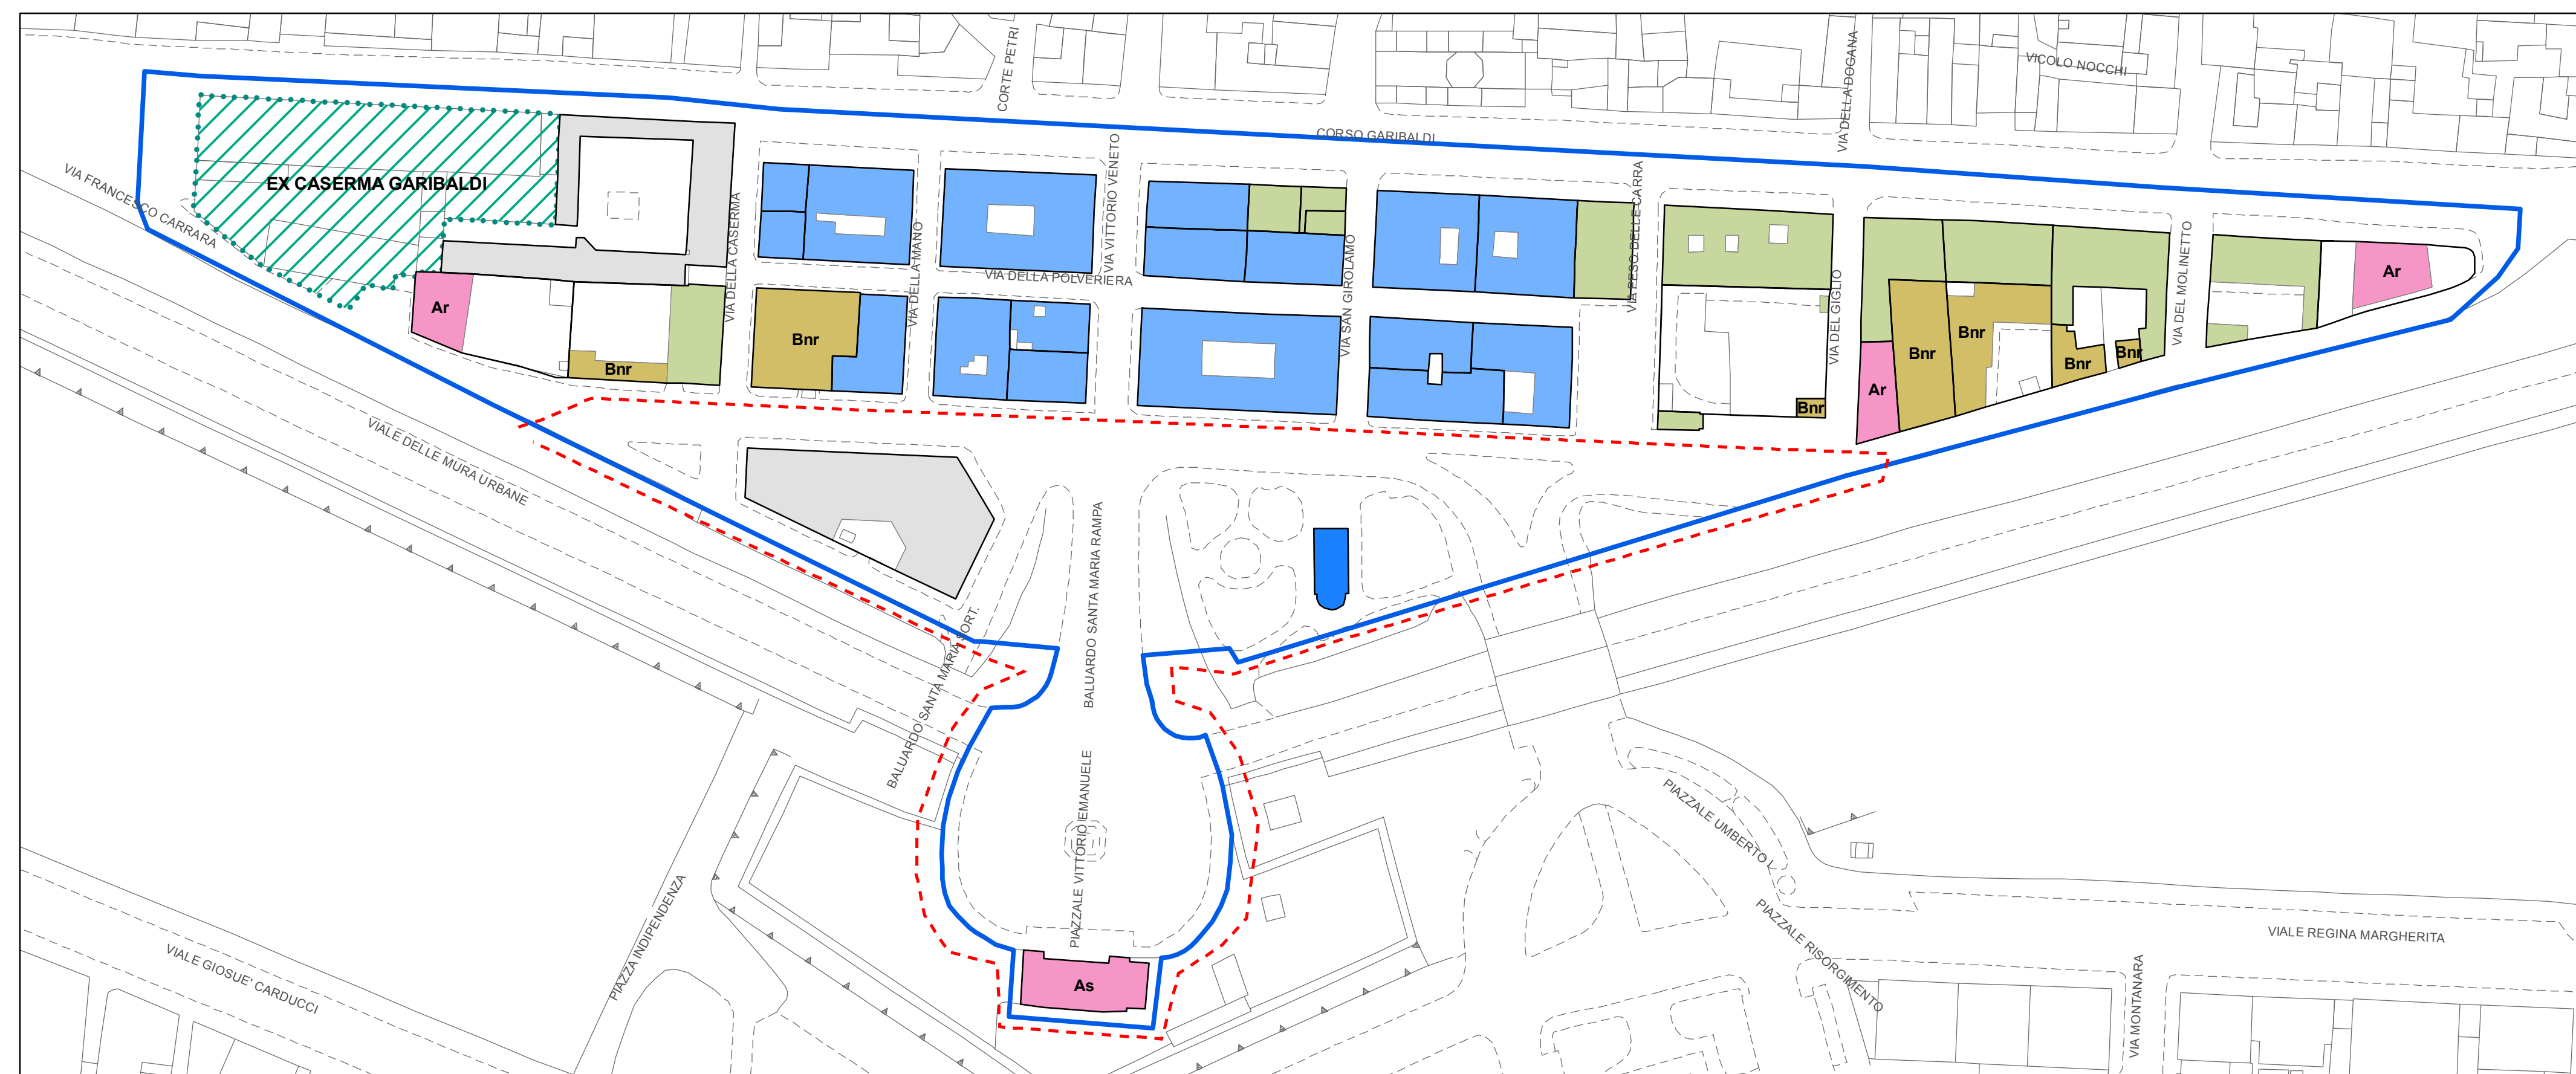 CORTE PETRI
VIA DELLA DOGANA
VICOLO NOCCHI
CORSO GARIBALDI
VIA FRANCESCO CARRARA
EX CASERMA GARIBALDI
VIA DELLA CASERMA
VIA DELLA MANO
VIA VITTORIO VENETO
VIA DELLA POLVERIERA
VIA SAN GIROLAMO
VIA PESO DELLE CARRA
VIA DEL GIGLIO
VIA DEL MOLINETTO
Ar
Ar
Bnr
Bnr
Bnr
Bnr
Bnr
Bnr
Bnr
Ar
VIALE DELLE MURA URBANE
BALUARDO SANTA MARIA RAMPA
BALUARDO SANTA MARIA SORT.
PIAZZALE VITTORIO EMANUELE
As
PIAZZA INDIPENDENZA
VIALE GIOSUE' CARDUCCI
PIAZZALE UMBERTO I
PIAZZALE RISORGIMENTO
VIALE REGINA MARGHERITA
VIA MONTANARA